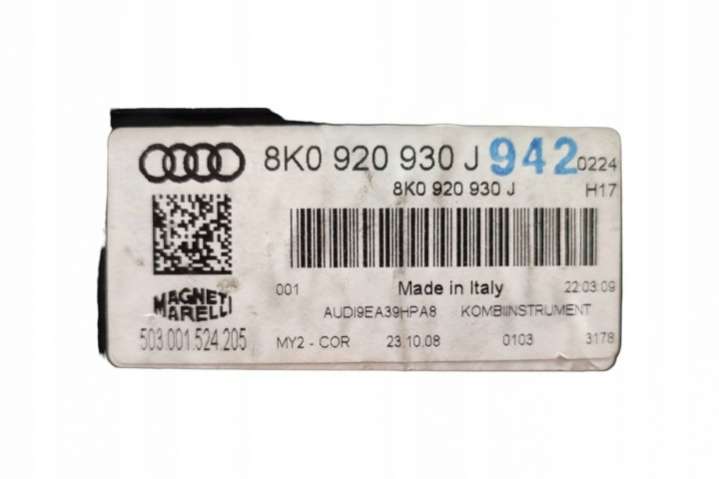 8K0 920 930 J 942 0224
8K0 920 930 J H17
001 Made in Italy 22.03.09
MAGNETI
MARELLI
AUDI9EA39HPA8 KOMBIINSTRUMENT
503.001.524.205
MY2 - COR 23.10.08 0103 3178